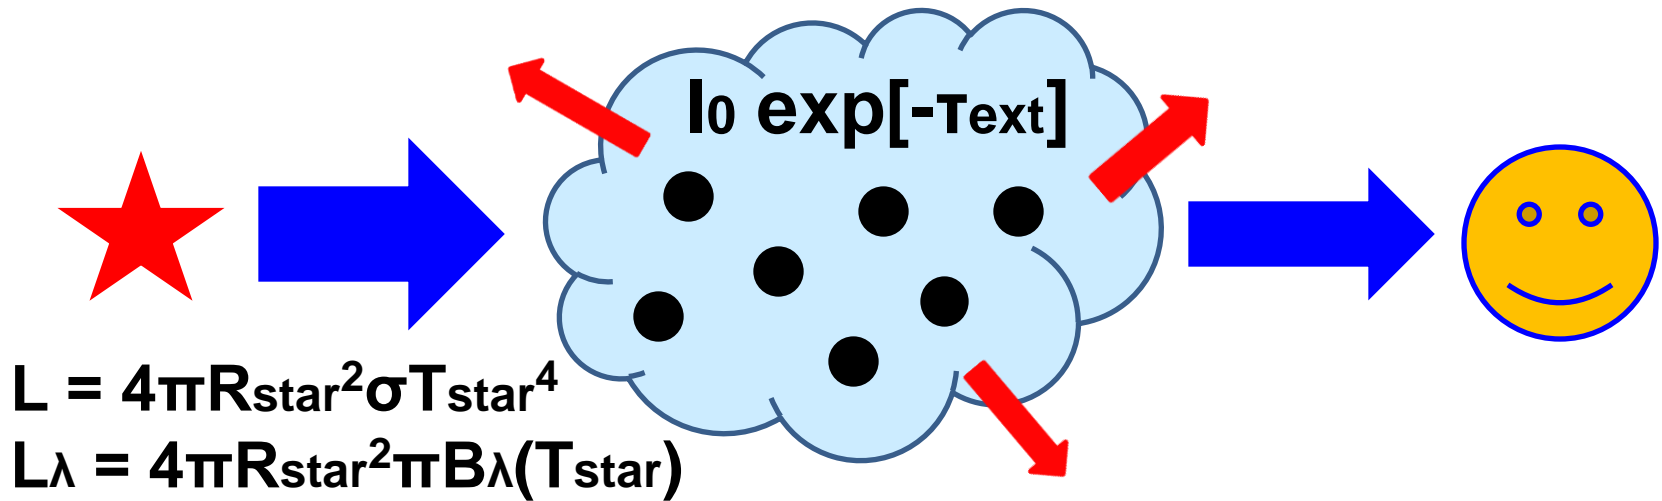 I₀ exp[-τext]
L = 4πRstar²σTstar⁴
Lλ = 4πRstar²πBλ(Tstar)